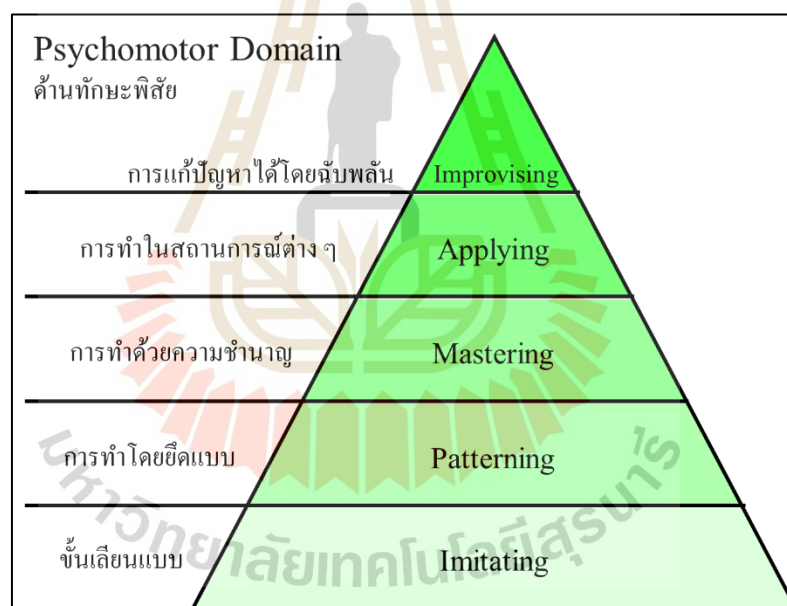 Psychomotor Domain
ด้านทักษะพิสัย
การแก้ปัญหาได้โดยฉับพลัน Improvising
การทำในสถานการณ์ต่าง ๆ Applying
การทำด้วยความชำนาญ Mastering
การทำโดยยึดแบบ Patterning
ขั้นเลียนแบบ Imitating
มหาวิทยาลัยเทคโนโลยีสุรนารี